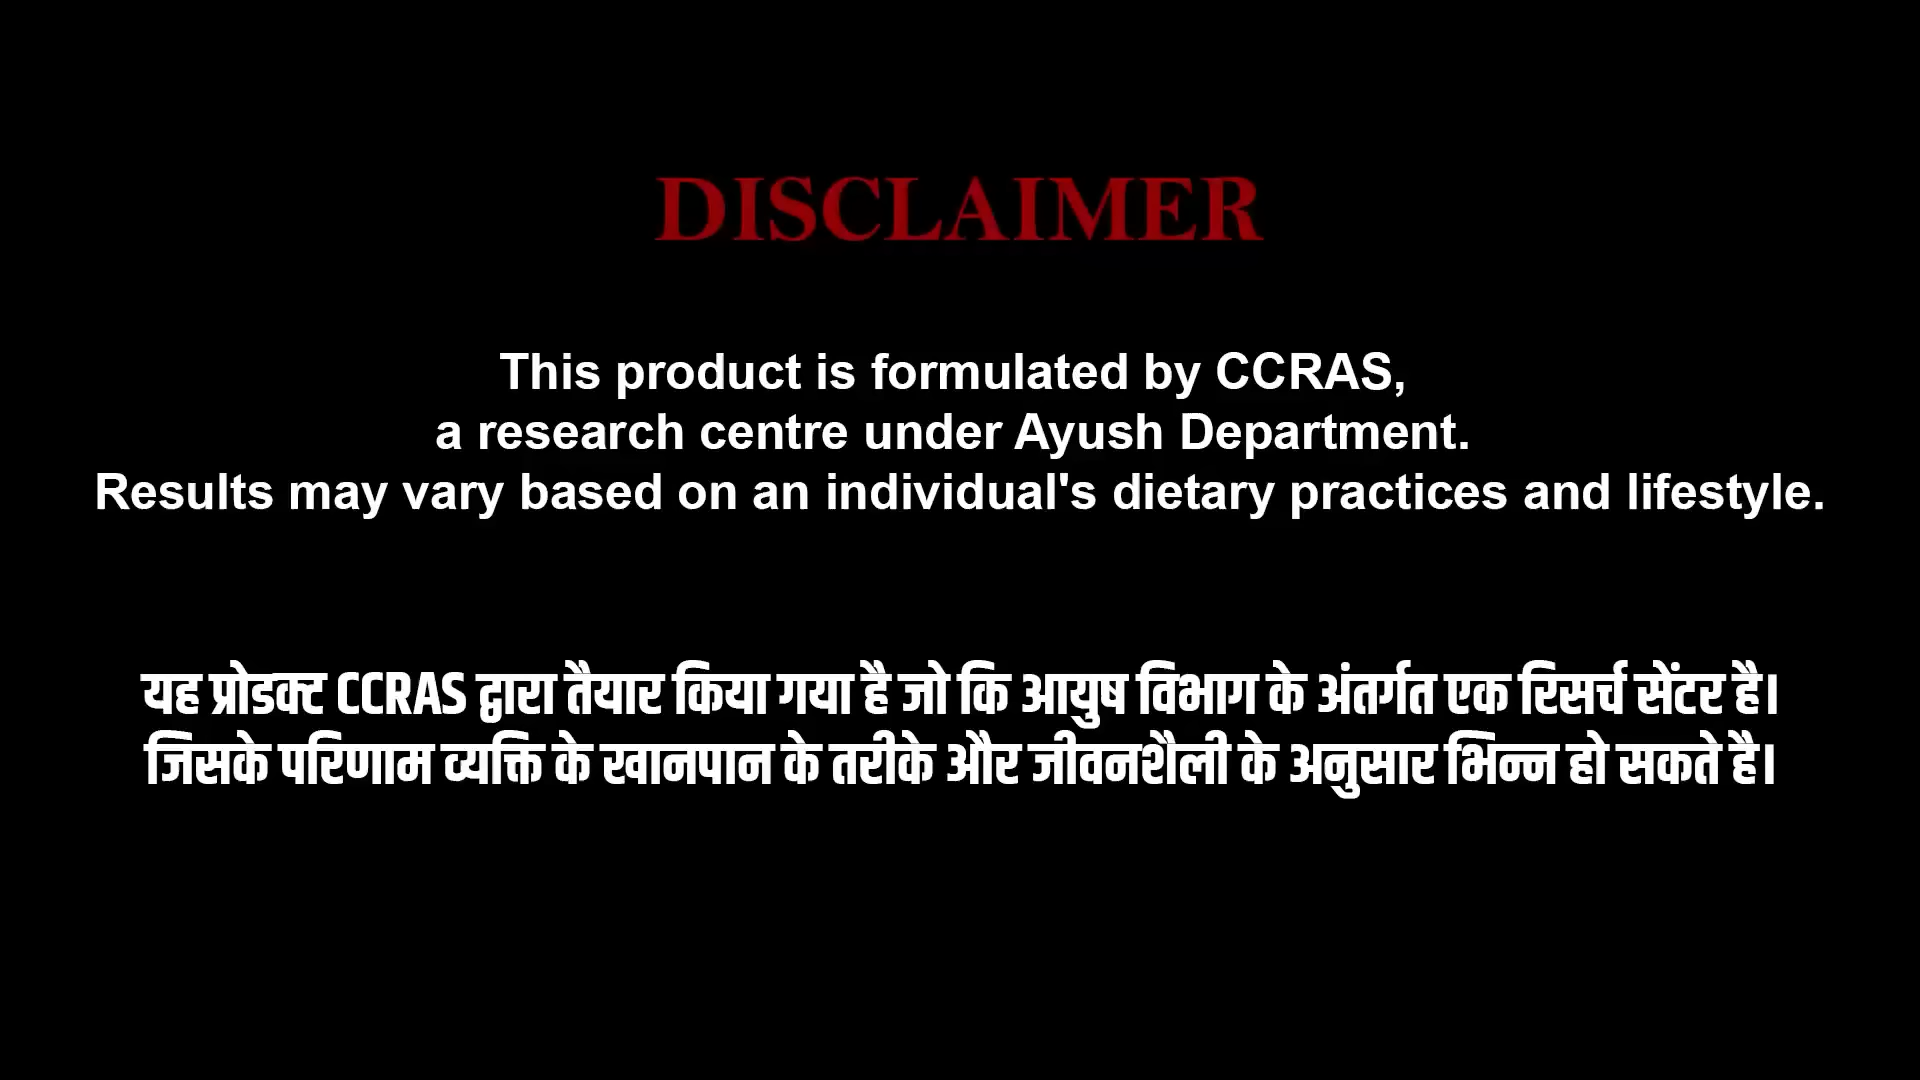 DISCLAIMER
This product is formulated by CCRAS,
a research centre under Ayush Department.
Results may vary based on an individual's dietary practices and lifestyle.
यह प्रोडक्ट CCRAS द्वारा तैयार किया गया है जो कि आयुष विभाग के अंतर्गत एक रिसर्च सेंटर है।
जिसके परिणाम व्यक्ति के खानपान के तरीके और जीवनशैली के अनुसार भिन्न हो सकते है।